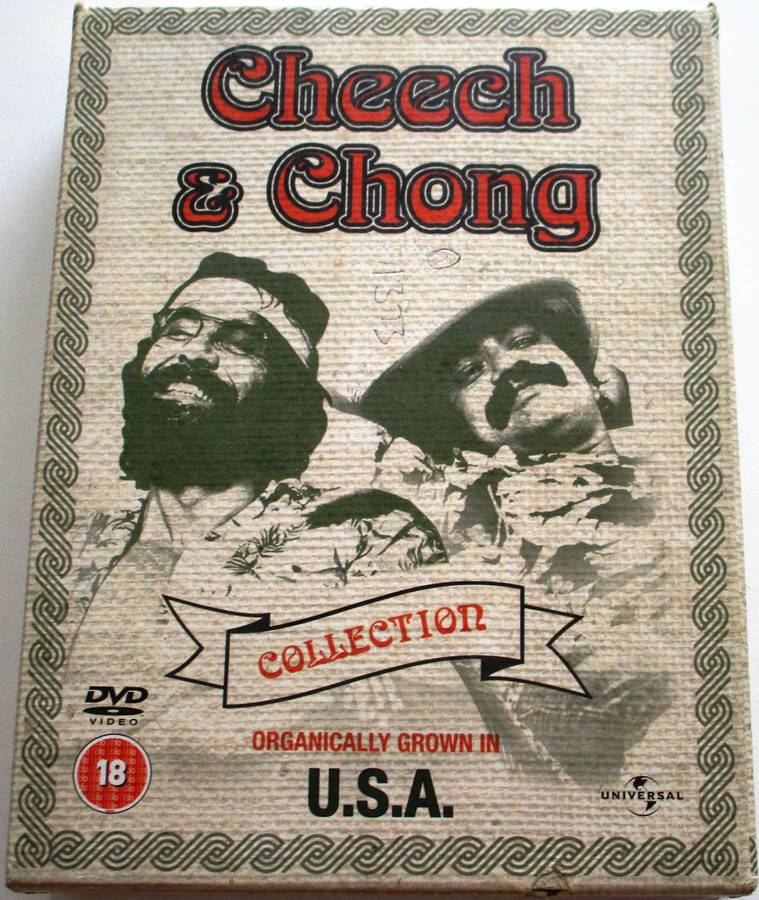 Cheech
& Chong
COLLECTION
DVD
VIDEO
18
ORGANICALLY GROWN IN
U.S.A.
UNIVERSAL